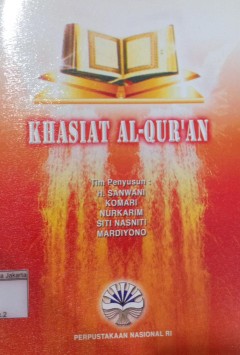 KHASIAT AL-QUR'AN
Tim Penyusun :
H. SANWANI
KOMARI
NURKARIM
SITI NASNITI
MARDIYONO
PERPUSTAKAAN NASIONAL RI